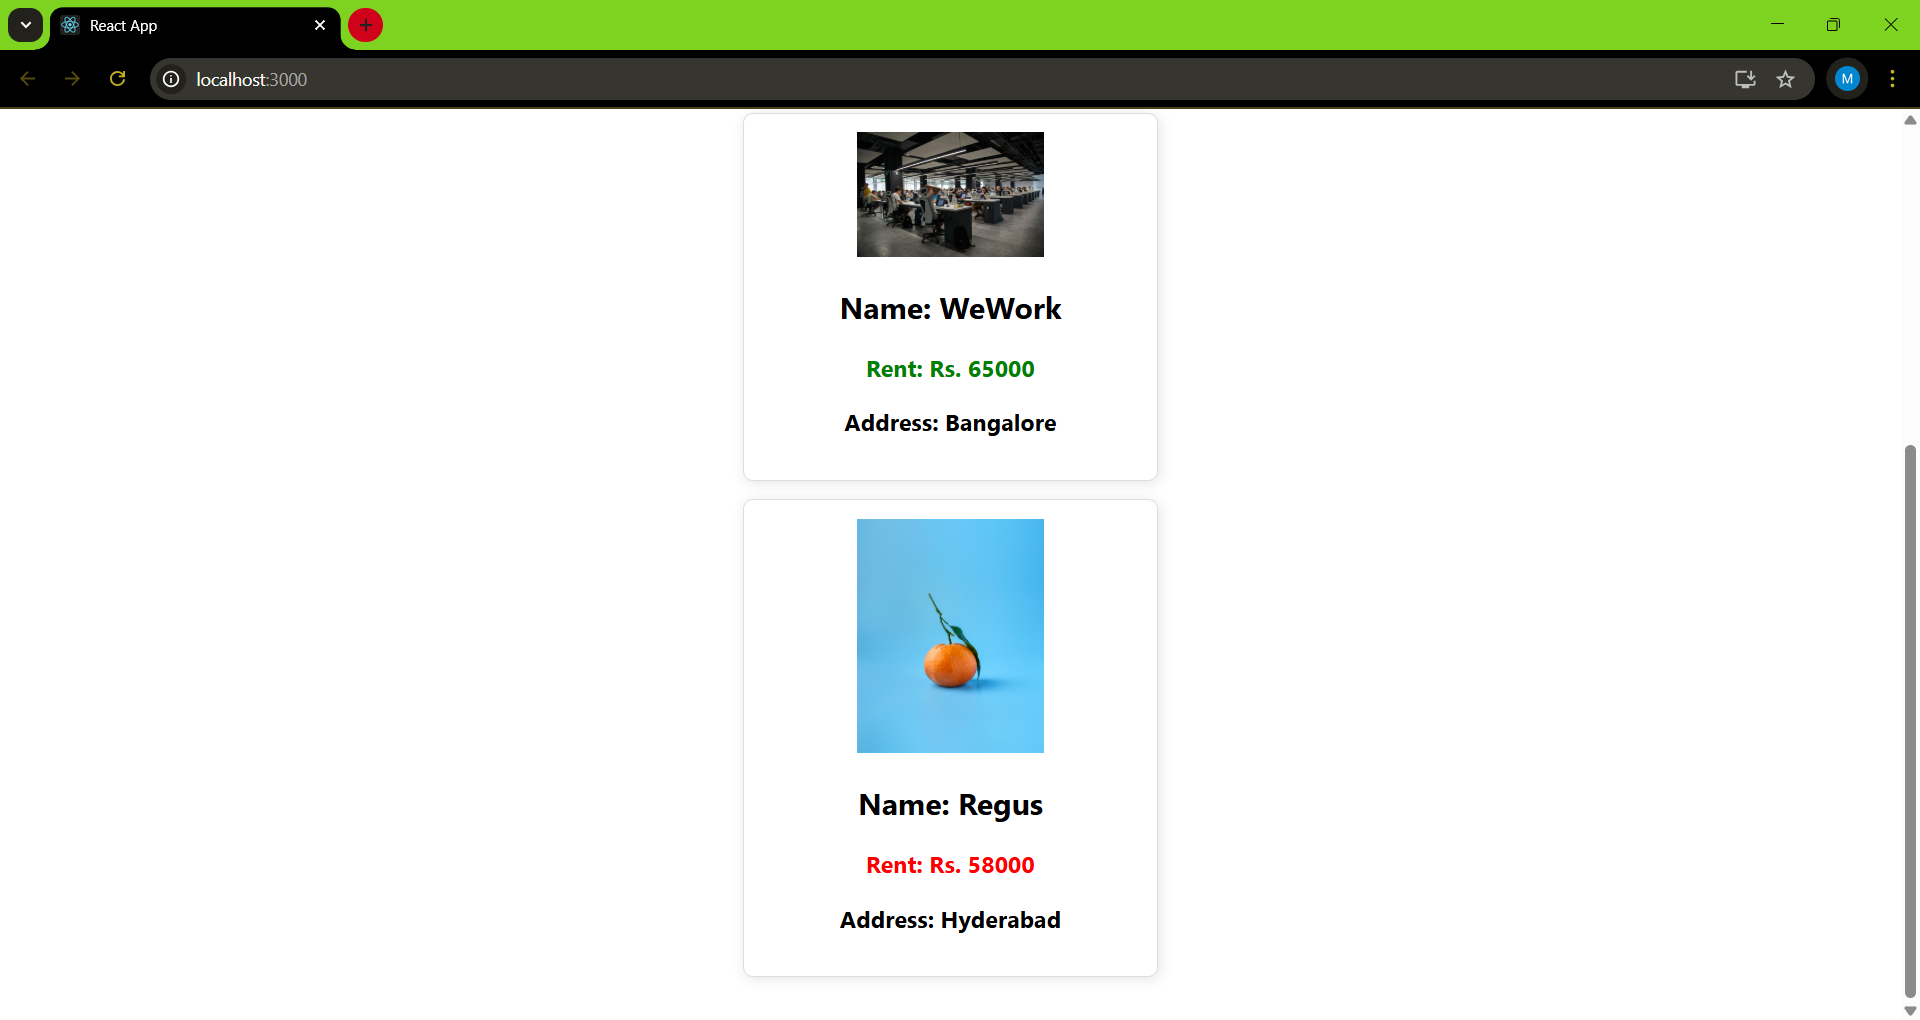 React App
localhost:3000
M
Name: WeWork
Rent: Rs. 65000
Address: Bangalore
Name: Regus
Rent: Rs. 58000
Address: Hyderabad